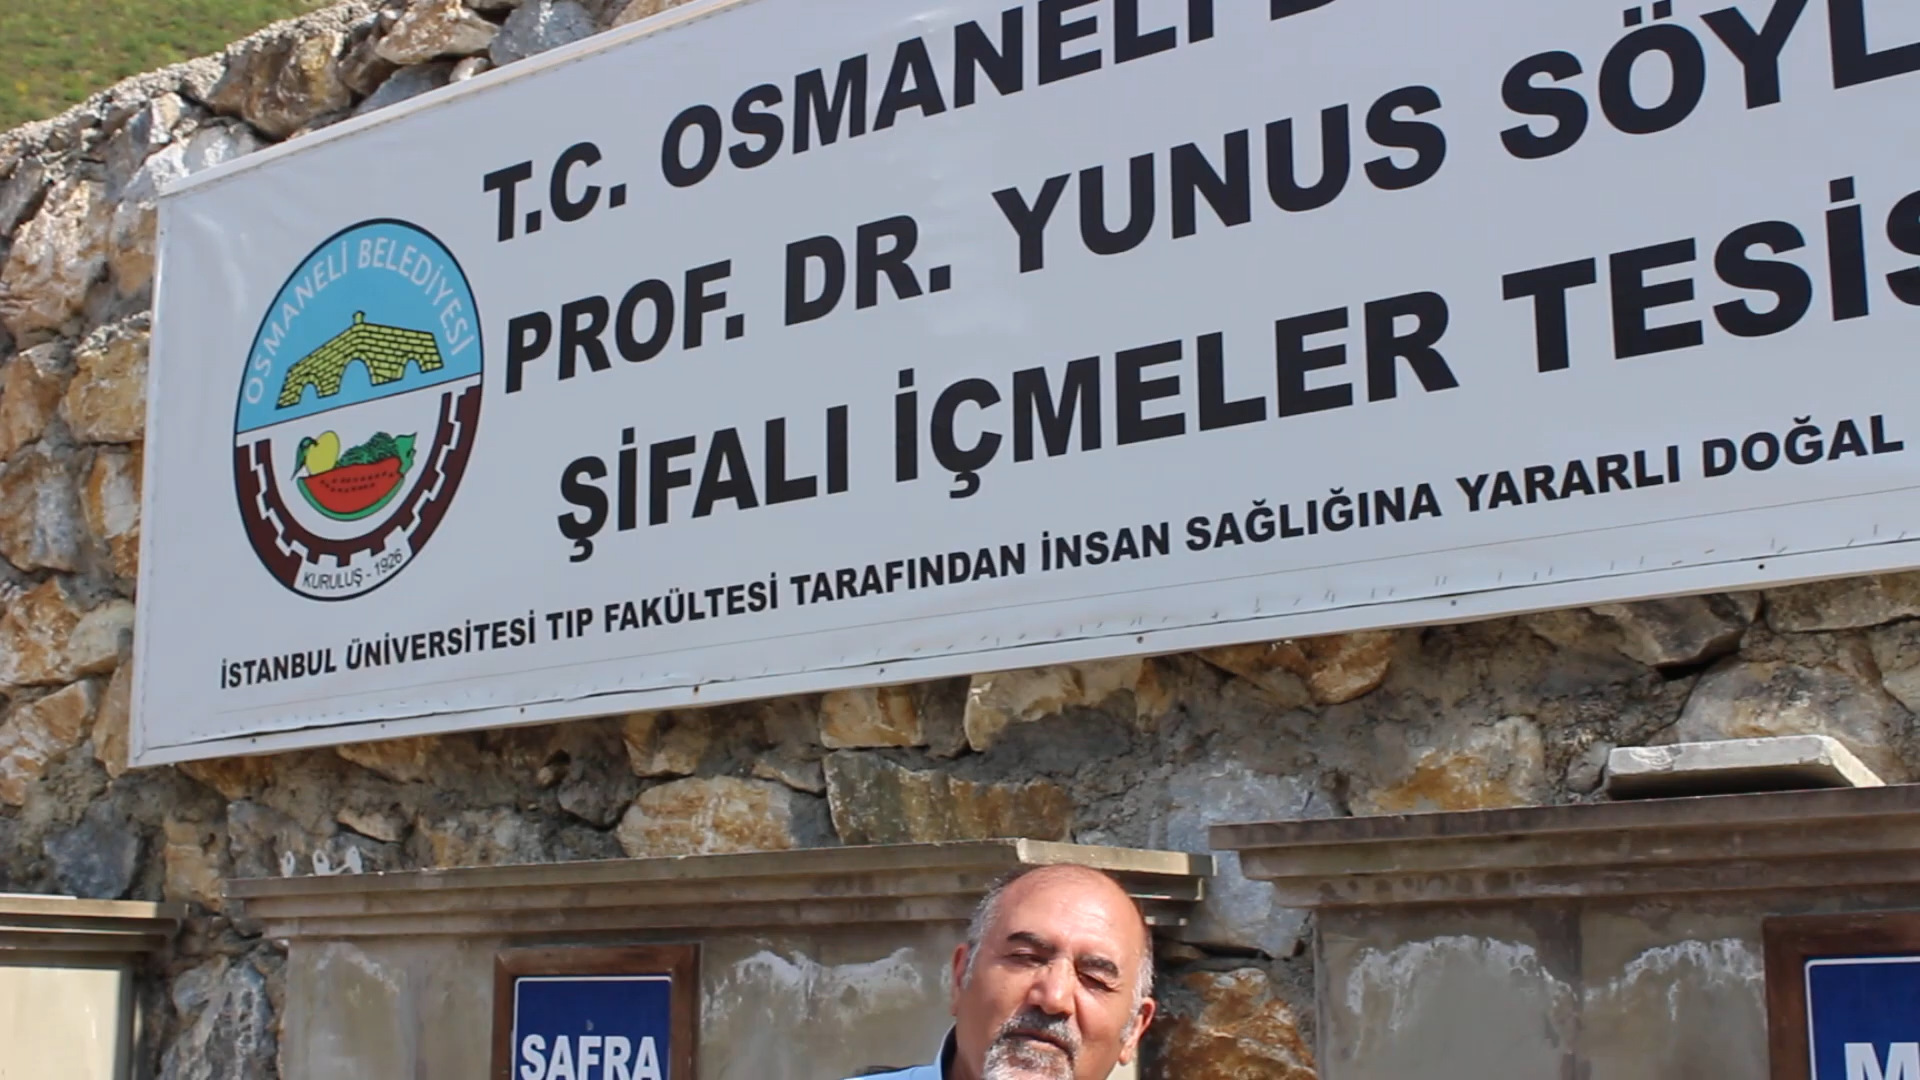 T.C. OSMANELİ
PROF. DR. YUNUS SÖYL
ŞİFALI İÇMELER TESİS
İSTANBUL ÜNİVERSİTESİ TIP FAKÜLTESİ TARAFINDAN İNSAN SAĞLIĞINA YARARLI DOĞAL
OSMANELİ BELEDİYESİ
KURULUŞ - 1926
SAFRA
M